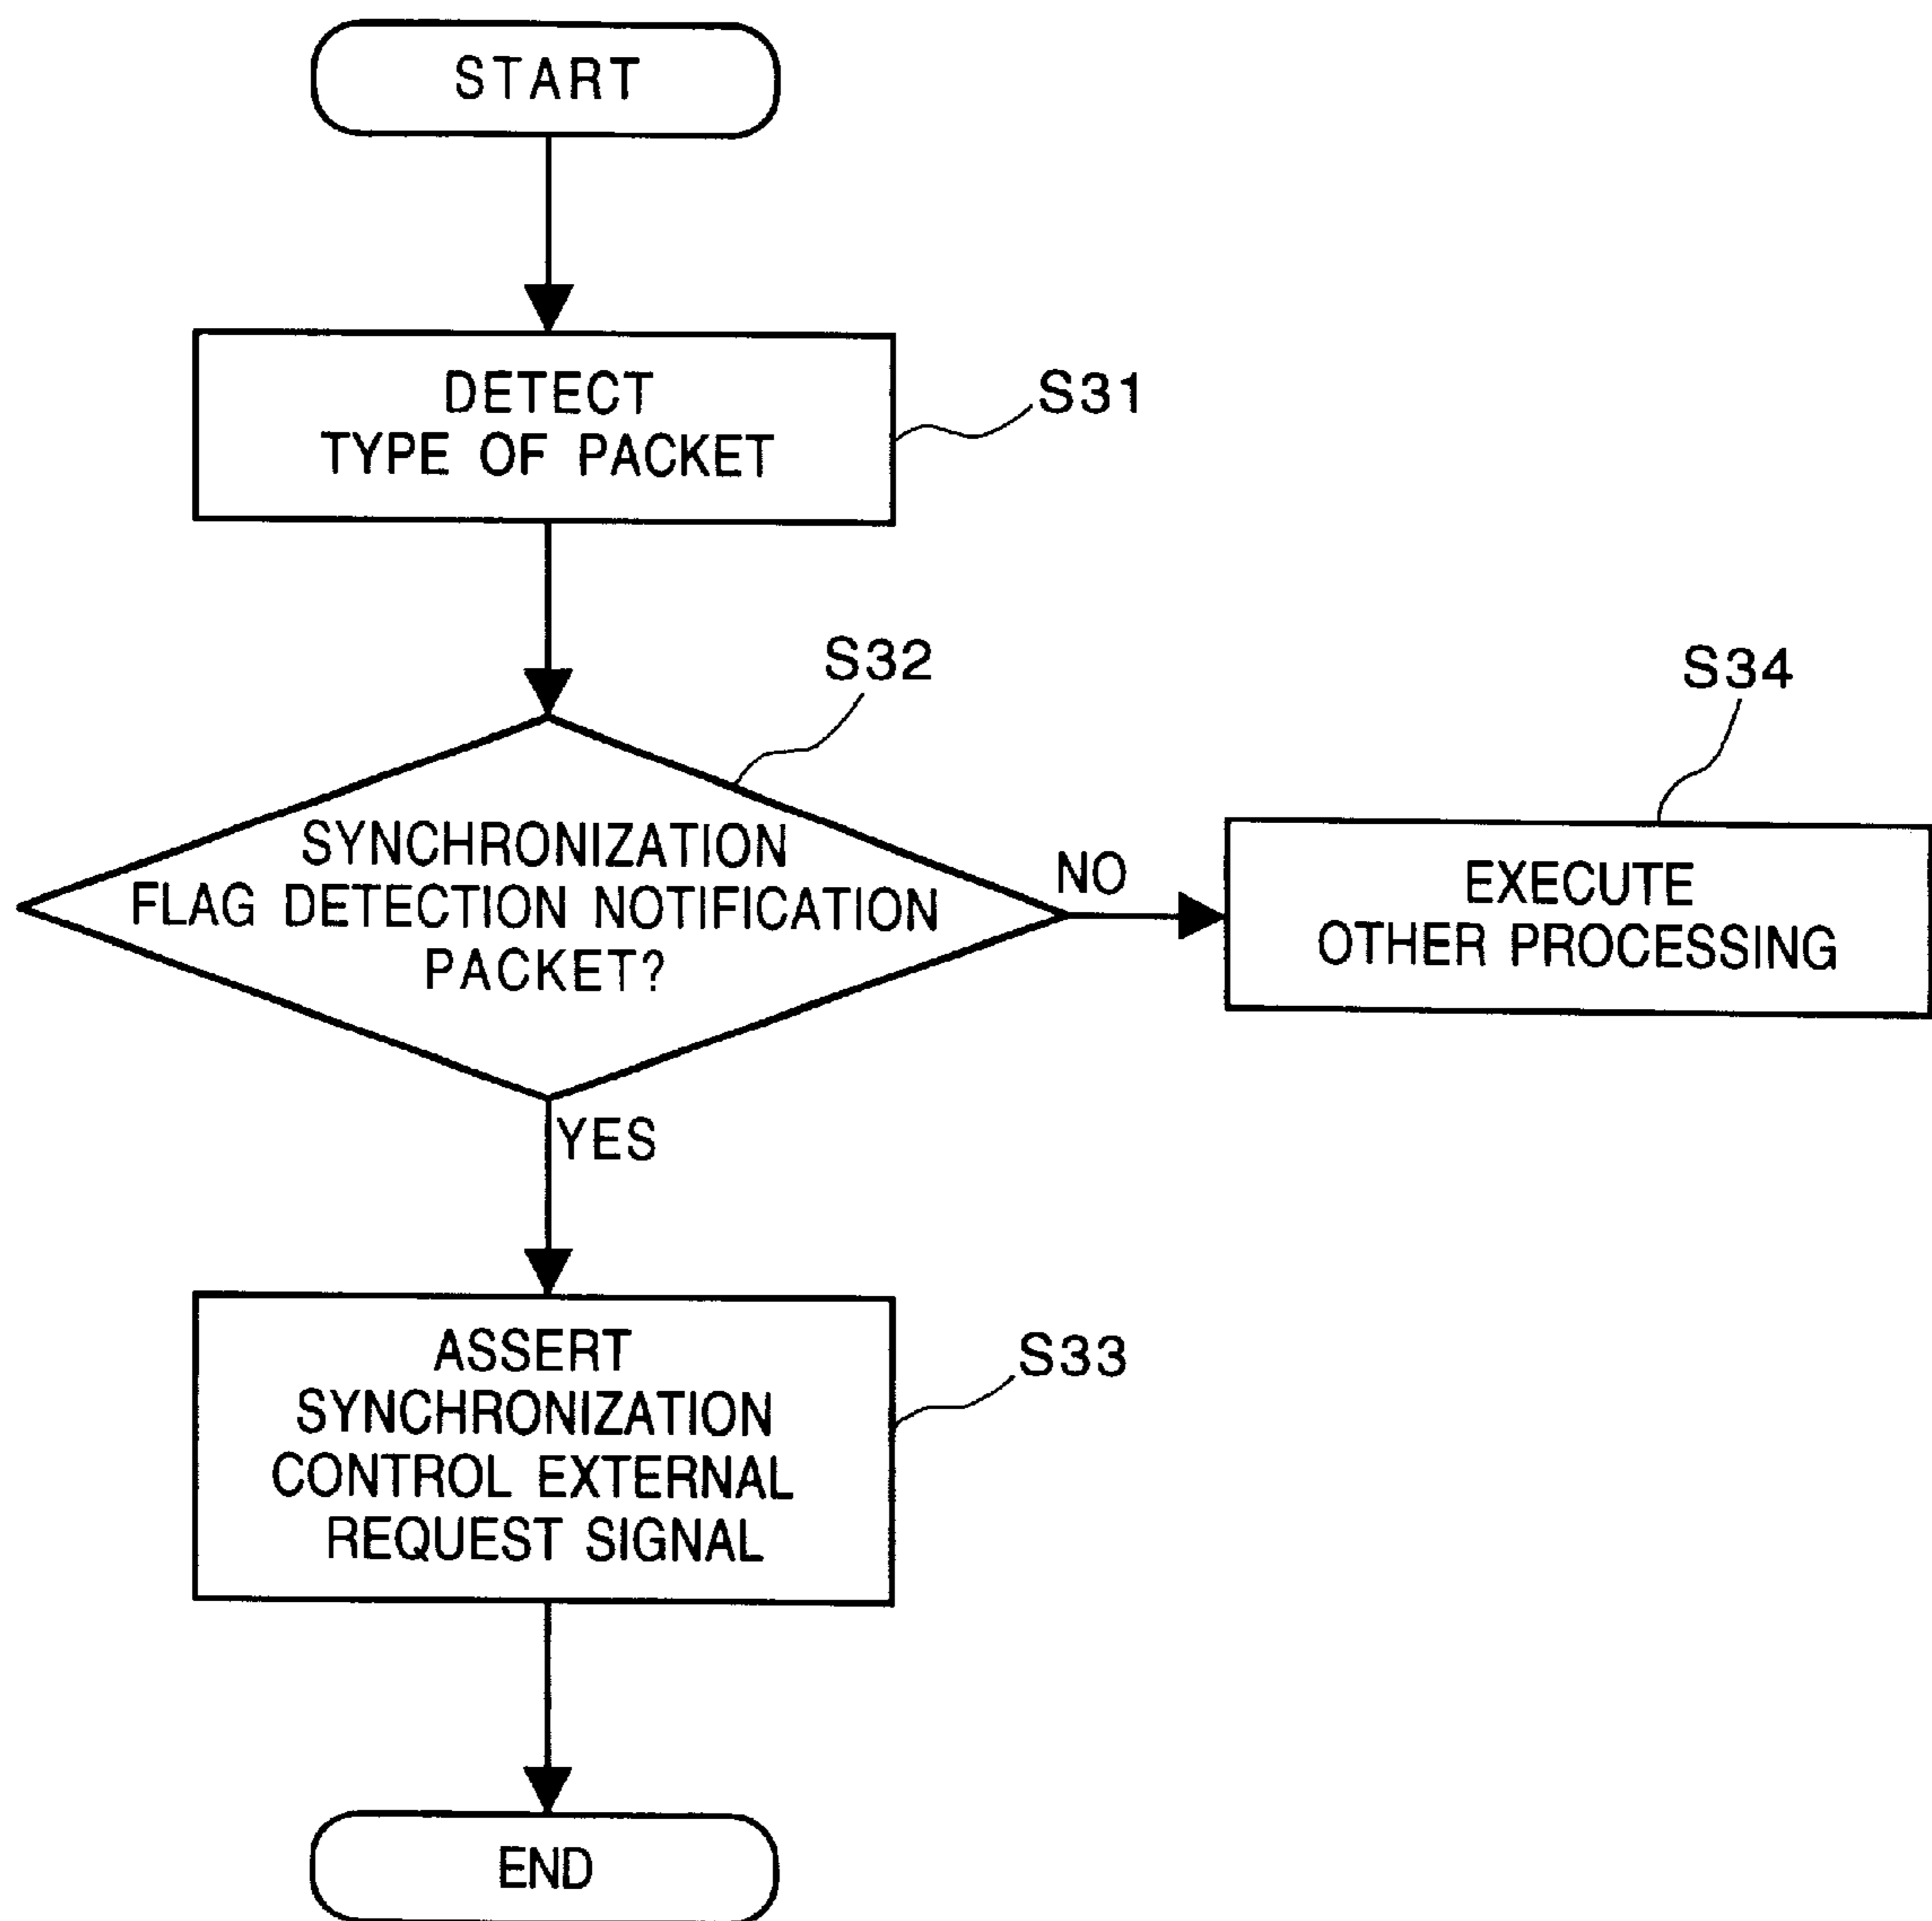 START
DETECT
TYPE OF PACKET
S31
S32
SYNCHRONIZATION
FLAG DETECTION NOTIFICATION
PACKET?
NO
S34
EXECUTE
OTHER PROCESSING
YES
ASSERT
SYNCHRONIZATION
CONTROL EXTERNAL
REQUEST SIGNAL
S33
END